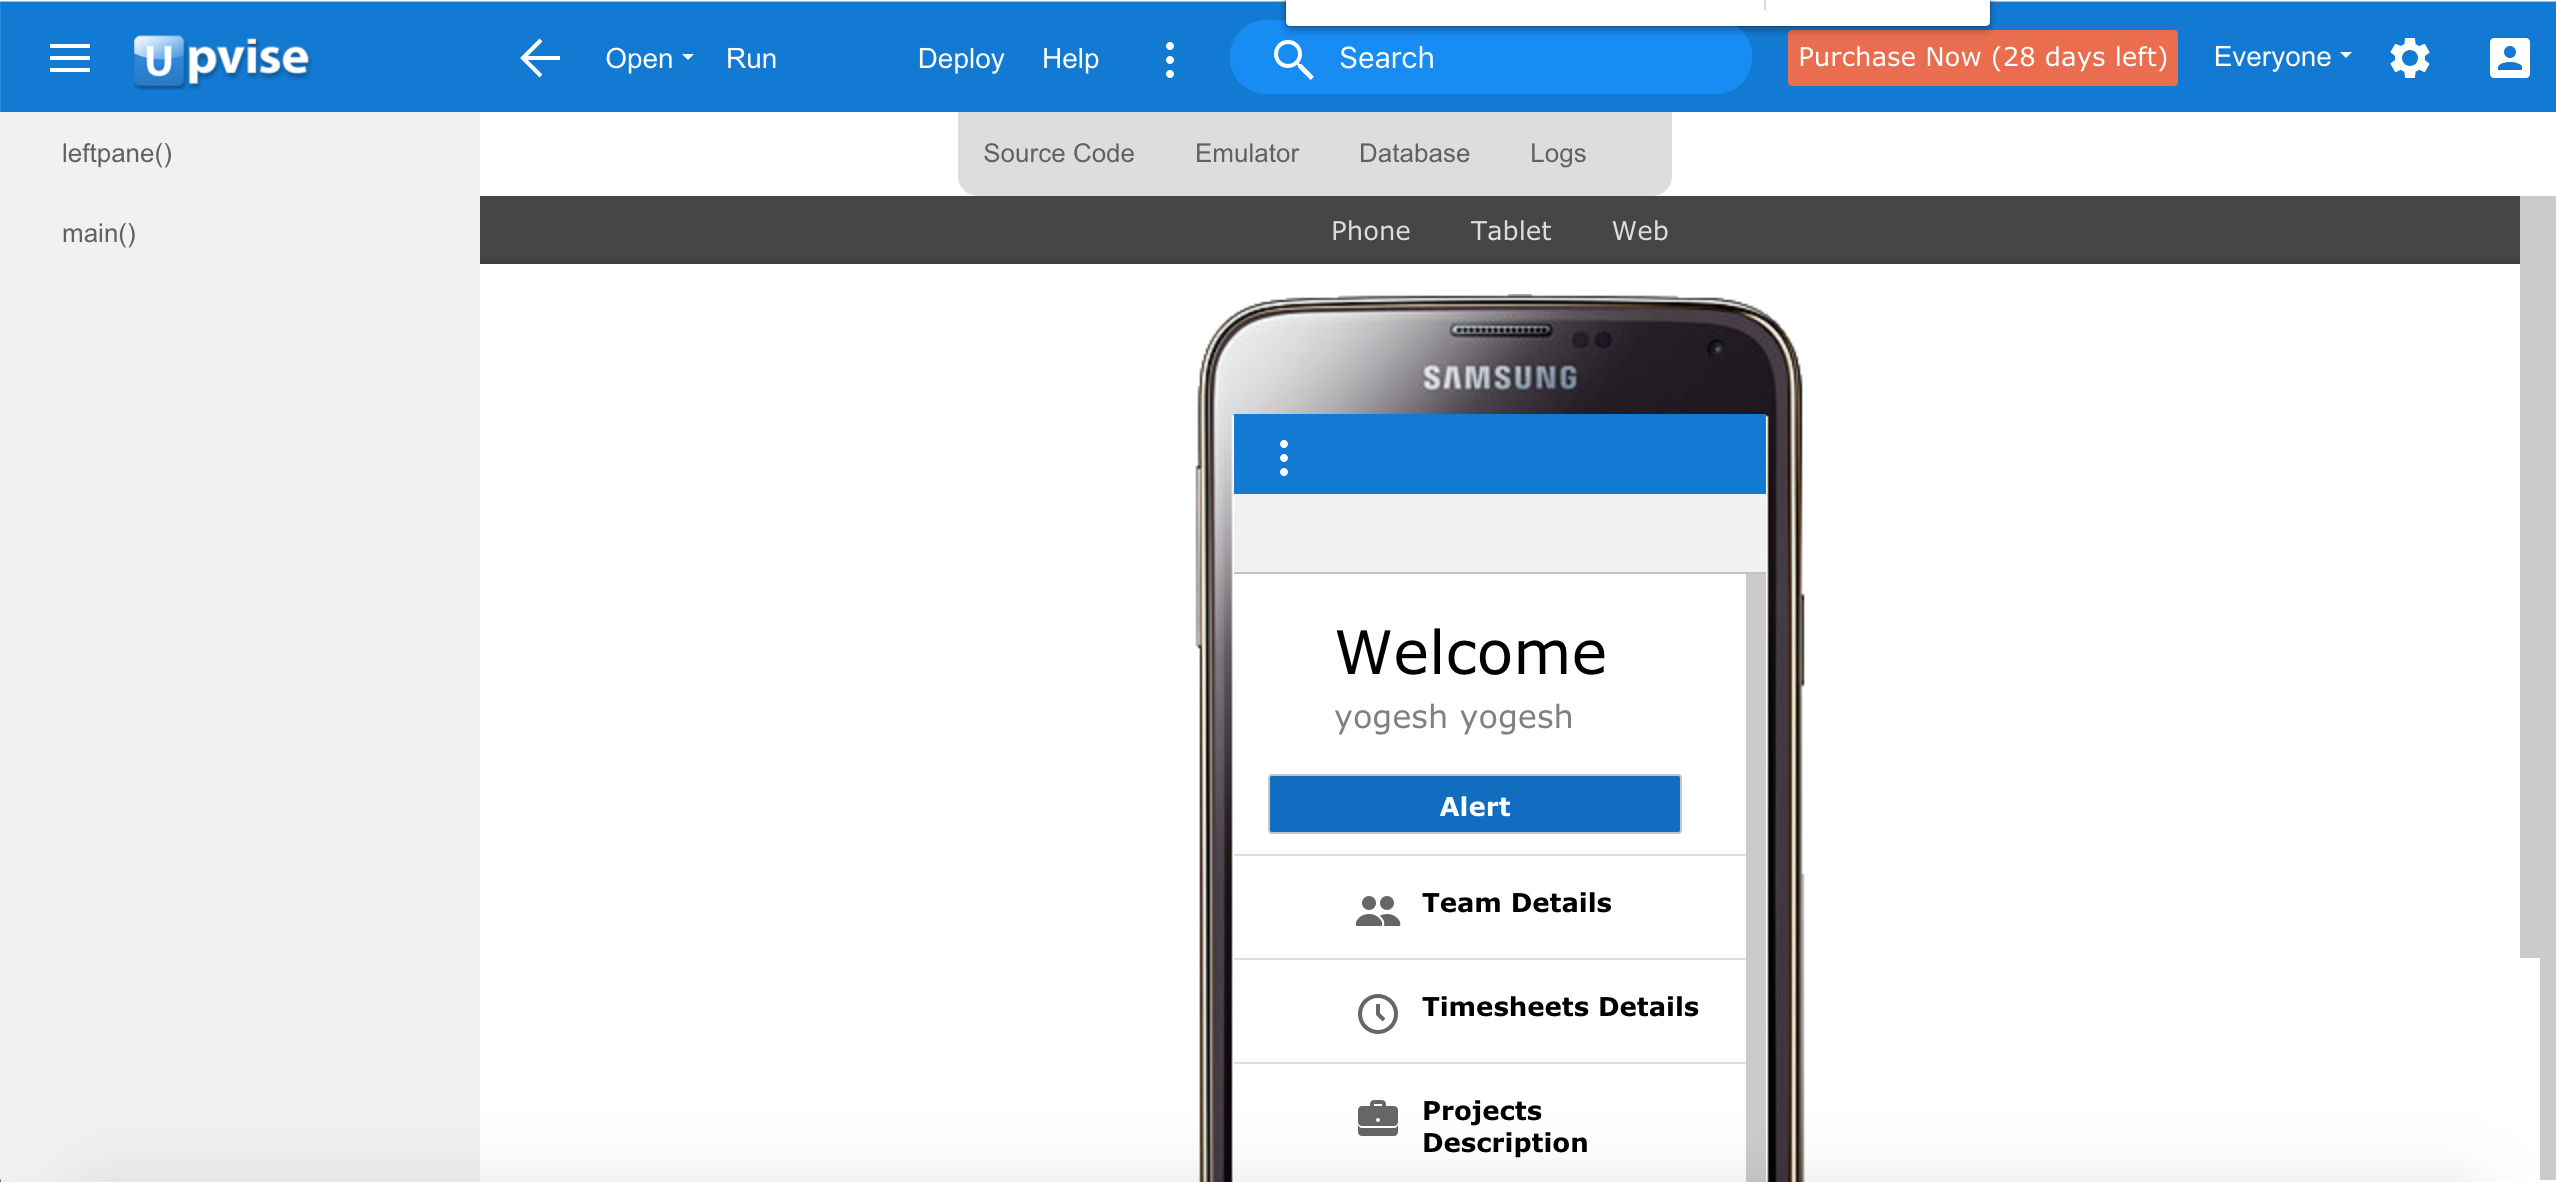 Upvise
Open
Run
Deploy
Help
Search
Purchase Now (28 days left)
Everyone
leftpane()
main()
Source Code
Emulator
Database
Logs
Phone
Tablet
Web
SAMSUNG
Welcome
yogesh yogesh
Alert
Team Details
Timesheets Details
Projects
Description